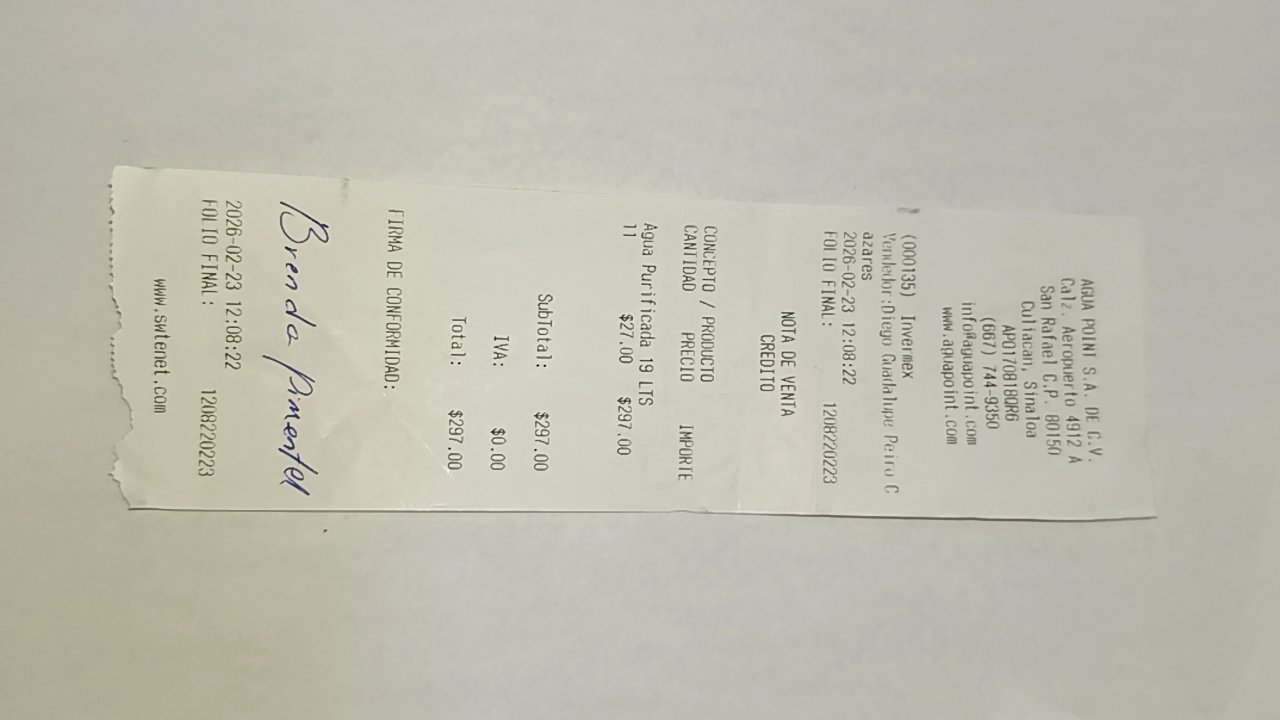 AGUA POINT S.A. DE C.V.
Calz. Aeropuerto 4912 A
San Rafael C.P. 80150
Culiacan, Sinaloa
APO170818QR6
(667) 744-9350
info@aguapoint.com
www.aguapoint.com
(000135) Invermex
Vendedor:Diego Guadalupe Peiro C
azares
2026-02-23 12:08:22
FOLIO FINAL: 1208220223
NOTA DE VENTA
CREDITO
CONCEPTO / PRODUCTO
CANTIDAD PRECIO IMPORTE
Agua Purificada 19 LTS
11 $27.00 $297.00
SubTotal: $297.00
IVA: $0.00
Total: $297.00
FIRMA DE CONFORMIDAD:
Brenda Pimentel
2026-02-23 12:08:22
FOLIO FINAL: 1208220223
www.swtenet.com